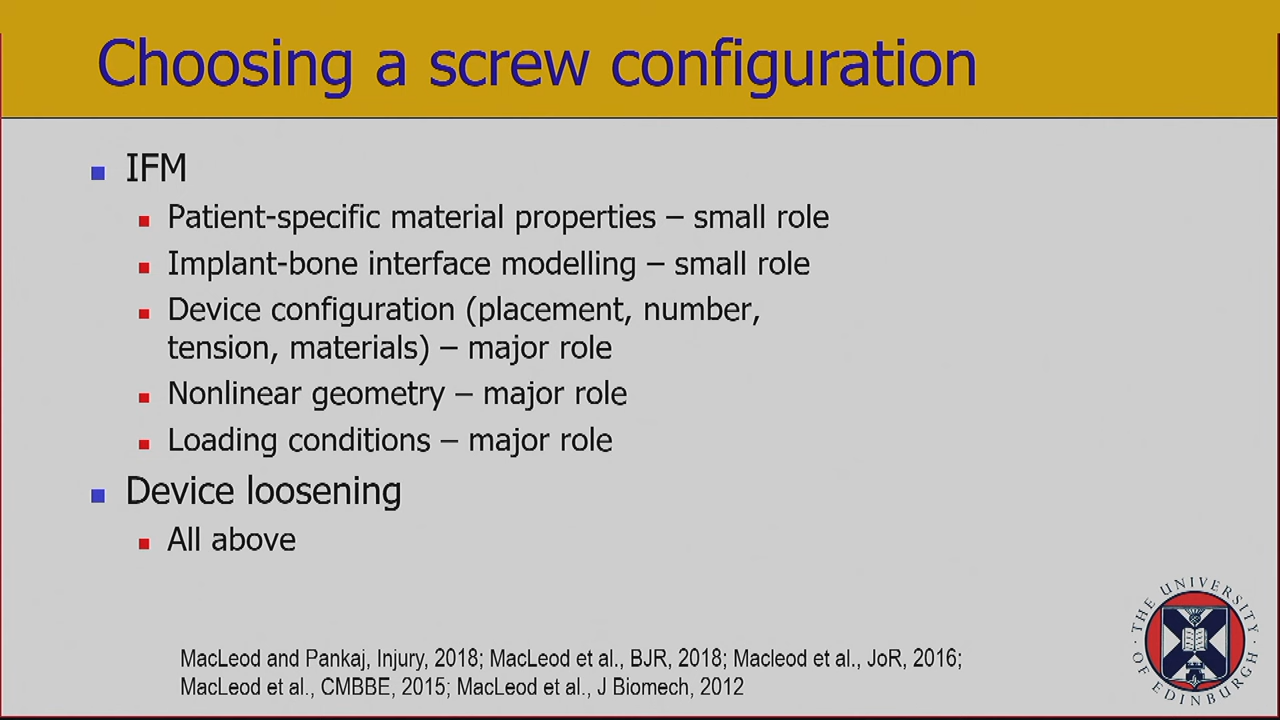 Choosing a screw configuration
IFM
Patient-specific material properties – small role
Implant-bone interface modelling – small role
Device configuration (placement, number,
tension, materials) – major role
Nonlinear geometry – major role
Loading conditions – major role
Device loosening
All above
MacLeod and Pankaj, Injury, 2018; MacLeod et al., BJR, 2018; Macleod et al., JoR, 2016;
MacLeod et al., CMBBE, 2015; MacLeod et al., J Biomech, 2012
THE UNIVERSITY
OF EDINBURGH